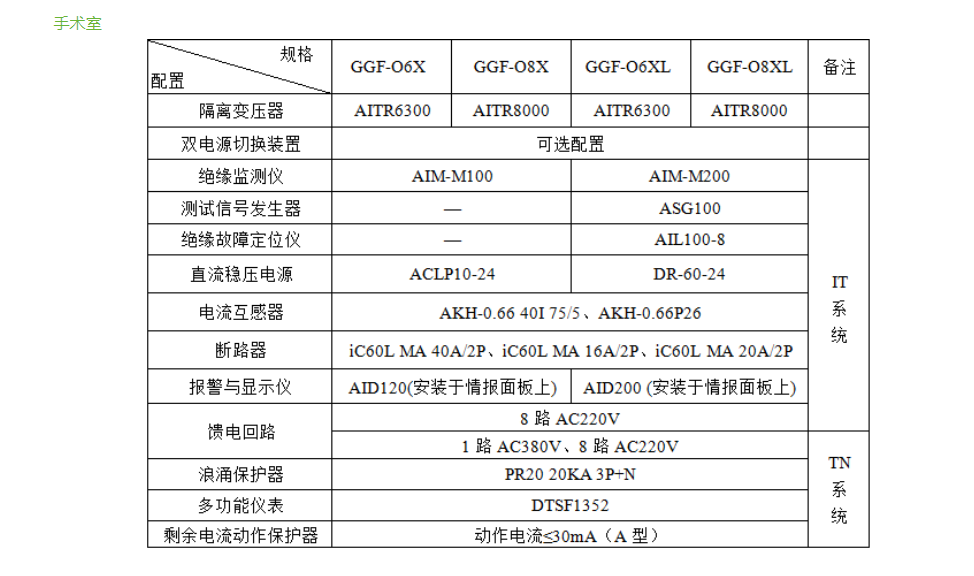 手术室
规格
配置
GGF-O6X GGF-O8X GGF-O6XL GGF-O8XL 备注
隔离变压器 AITR6300 AITR8000 AITR6300 AITR8000
双电源切换装置 可选配置
绝缘监测仪 AIM-M100 AIM-M200
测试信号发生器 — ASG100
绝缘故障定位仪 — AIL100-8
直流稳压电源 ACLP10-24 DR-60-24
电流互感器 AKH-0.66 40I 75/5、AKH-0.66P26
断路器 iC60L MA 40A/2P、iC60L MA 16A/2P、iC60L MA 20A/2P
报警与显示仪 AID120(安装于情报面板上) AID200 (安装于情报面板上)
IT
系
统
馈电回路
8 路 AC220V
1 路 AC380V、8 路 AC220V
浪涌保护器 PR20 20KA 3P+N
多功能仪表 DTSF1352
剩余电流动作保护器 动作电流≤30mA（A 型）
TN
系
统